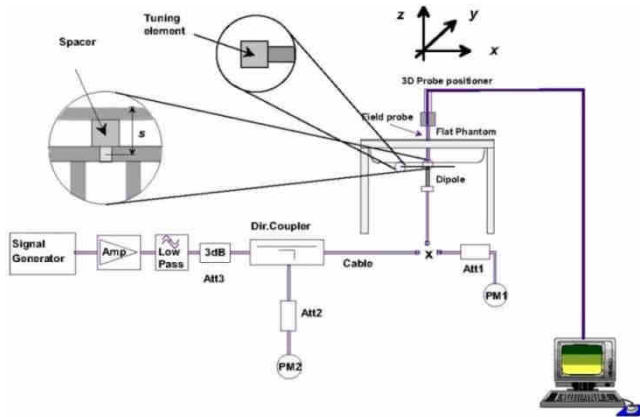 Tuning
element
Spacer
s
z
y
x
3D Probe positioner
Field probe
Flat Phantom
Dipole
Signal
Generator
Amp
Low
Pass
3dB
Att3
Dir.Coupler
Cable
X
Att1
PM1
Att2
PM2